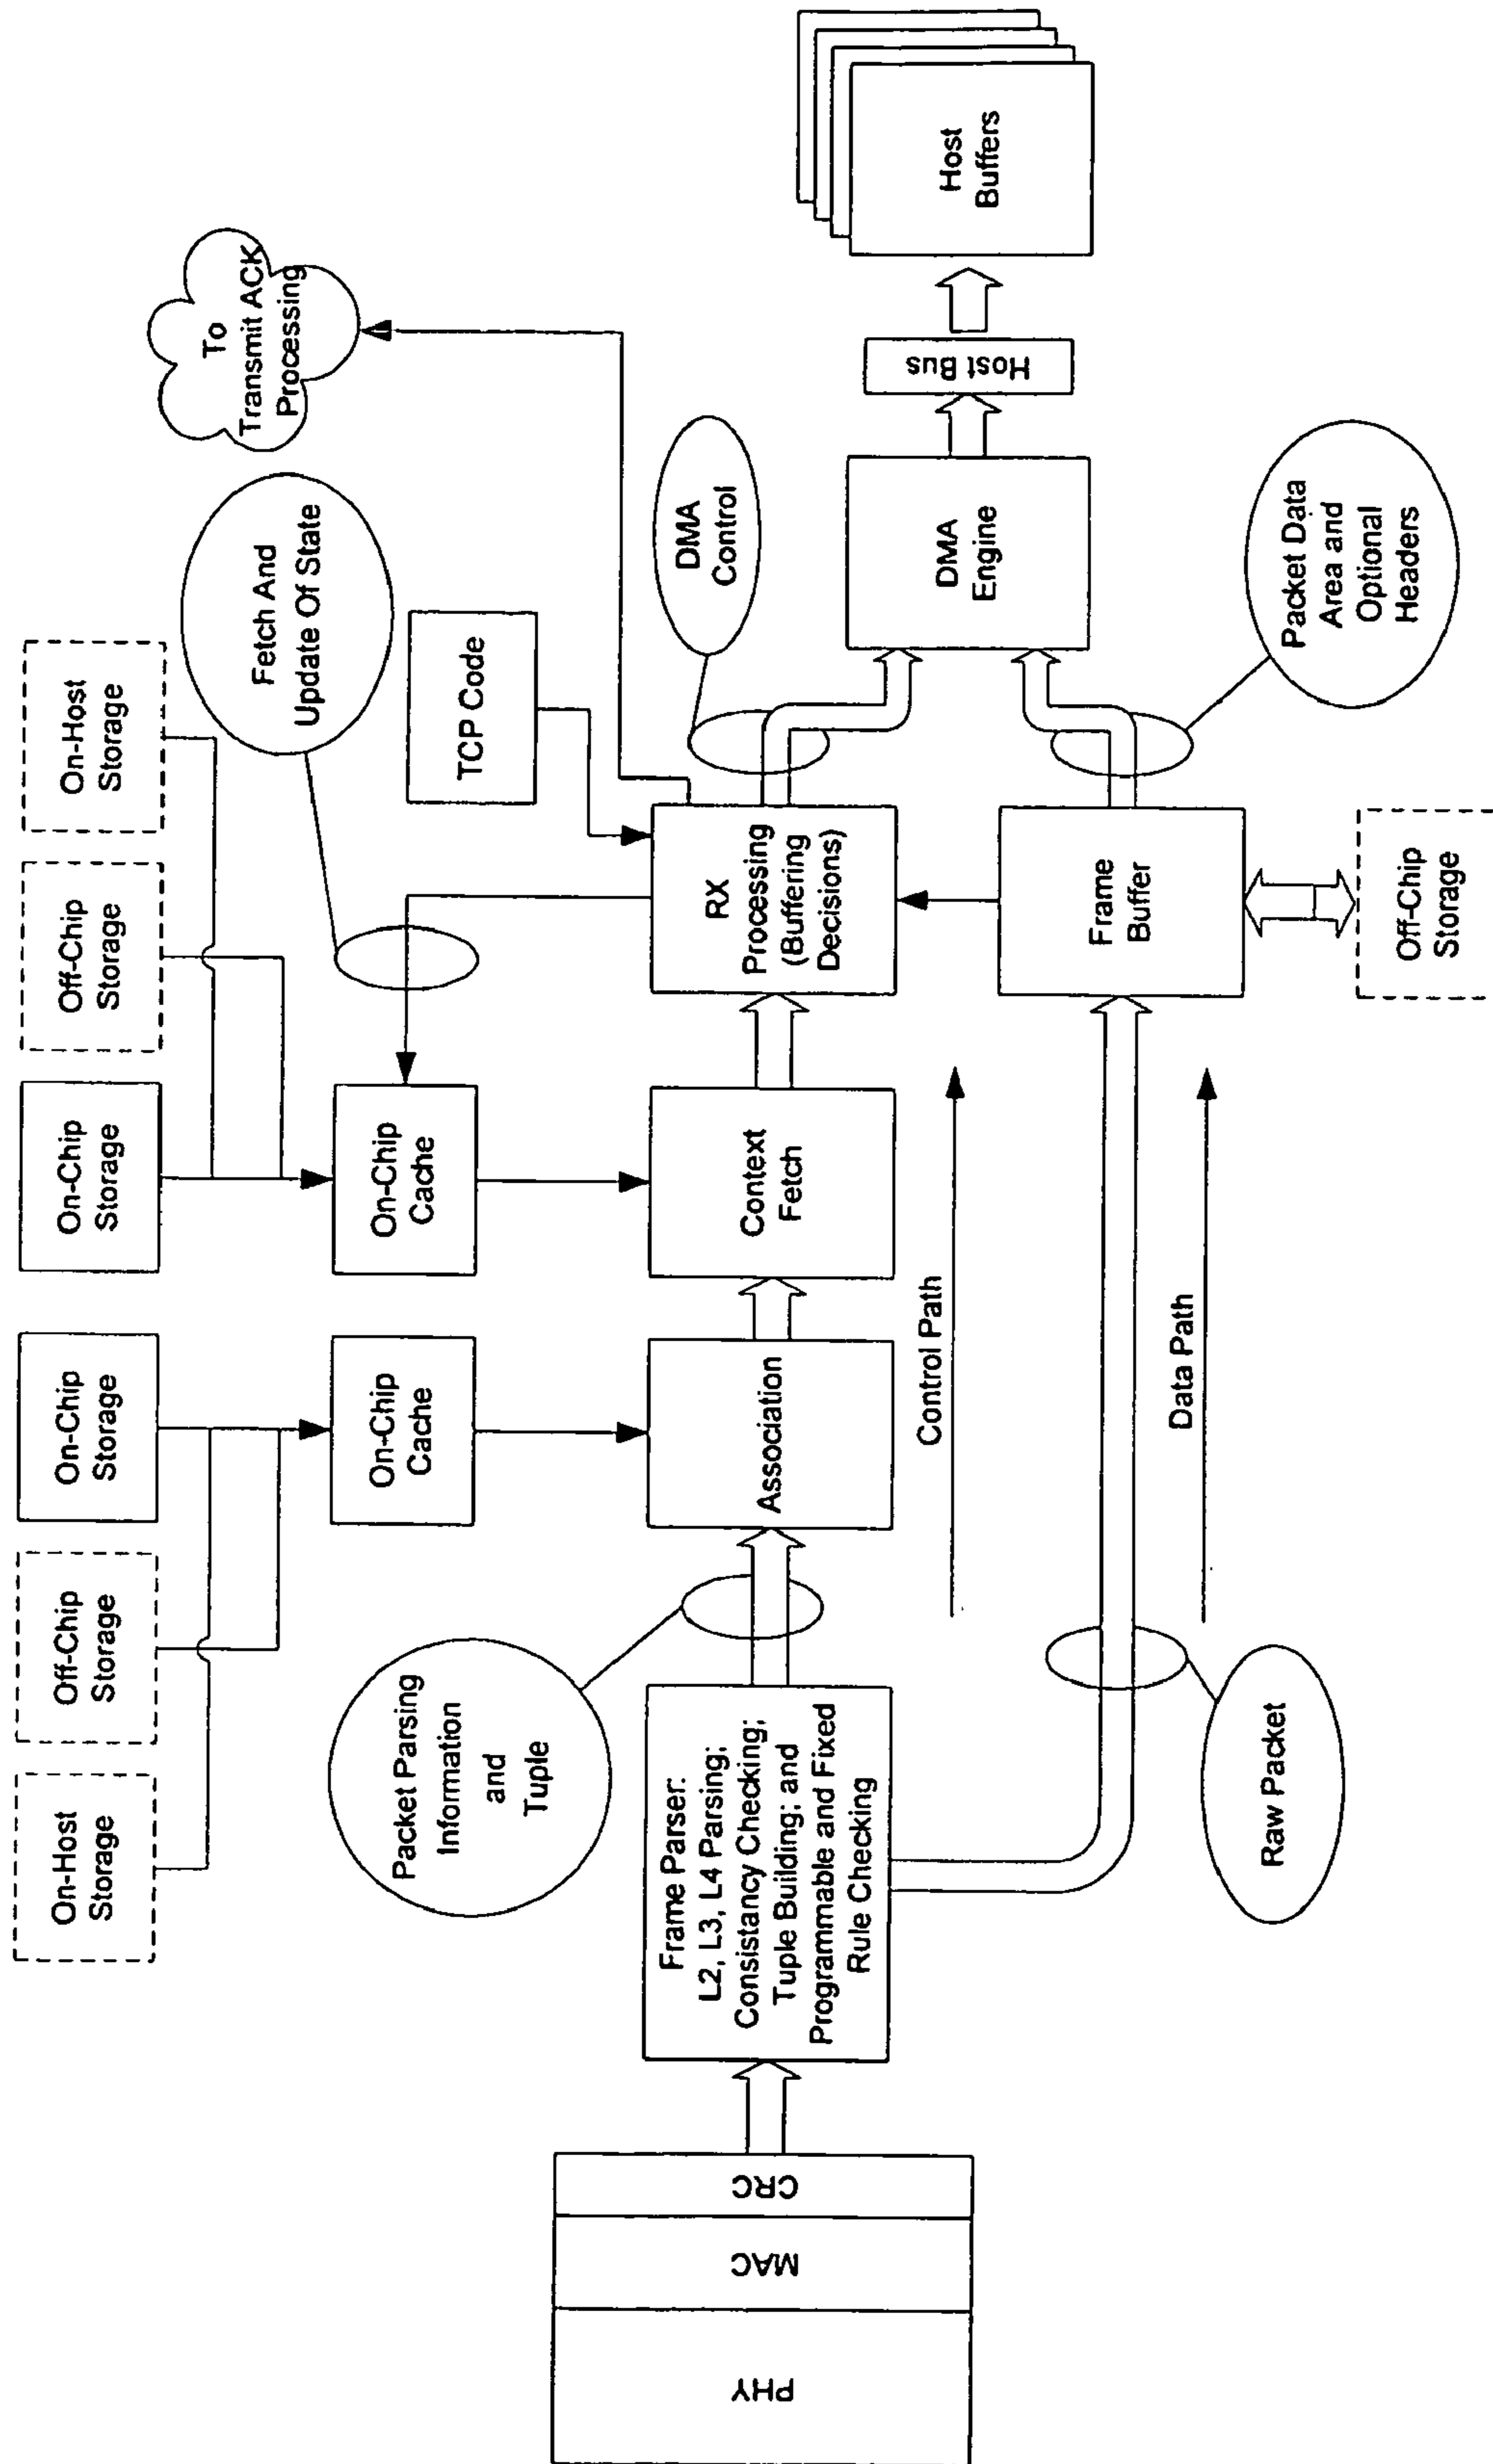 On-Host
Storage
Off-Chip
Storage
On-Chip
Storage
On-Chip
Storage
Off-Chip
Storage
On-Host
Storage
To
Transmit ACK
Processing
Fetch And
Update Of State
On-Chip
Cache
On-Chip
Cache
TCP Code
Packet Parsing
Information
and
Tuple
DMA
Control
PHY
MAC
CRC
Frame Parser:
L2, L3, L4 Parsing;
Consistancy Checking;
Tuple Building; and
Programmable and Fixed
Rule Checking
Association
Context
Fetch
RX
Processing
(Buffering
Decisions)
DMA
Engine
Host Bus
Host
Buffers
Control Path
Frame
Buffer
Data Path
Raw Packet
Packet Data
Area and
Optional
Headers
Off-Chip
Storage